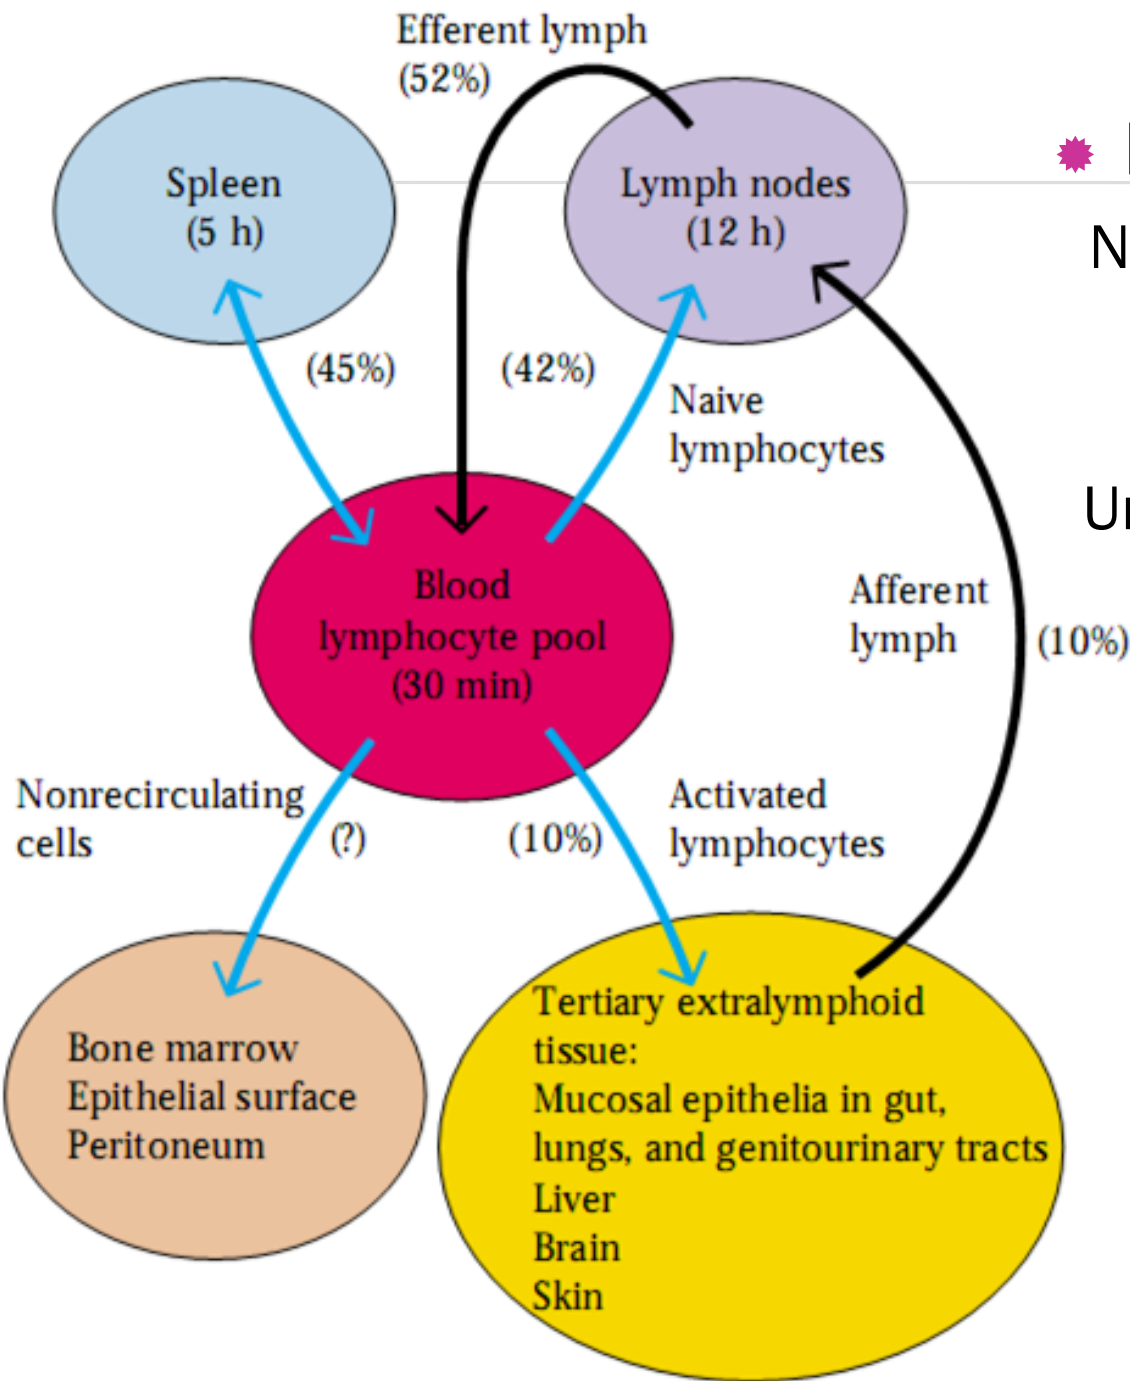 Efferent lymph
(52%)
Spleen
(5 h)
Lymph nodes
(12 h)
N
(45%)
(42%)
Naive
lymphocytes
Blood
lymphocyte pool
(30 min)
Afferent
lymph
(10%)
Nonrecirculating
cells
(?)
(10%)
Activated
lymphocytes
Bone marrow
Epithelial surface
Peritoneum
Tertiary extralymphoid
tissue:
Mucosal epithelia in gut,
lungs, and genitourinary tracts
Liver
Brain
Skin